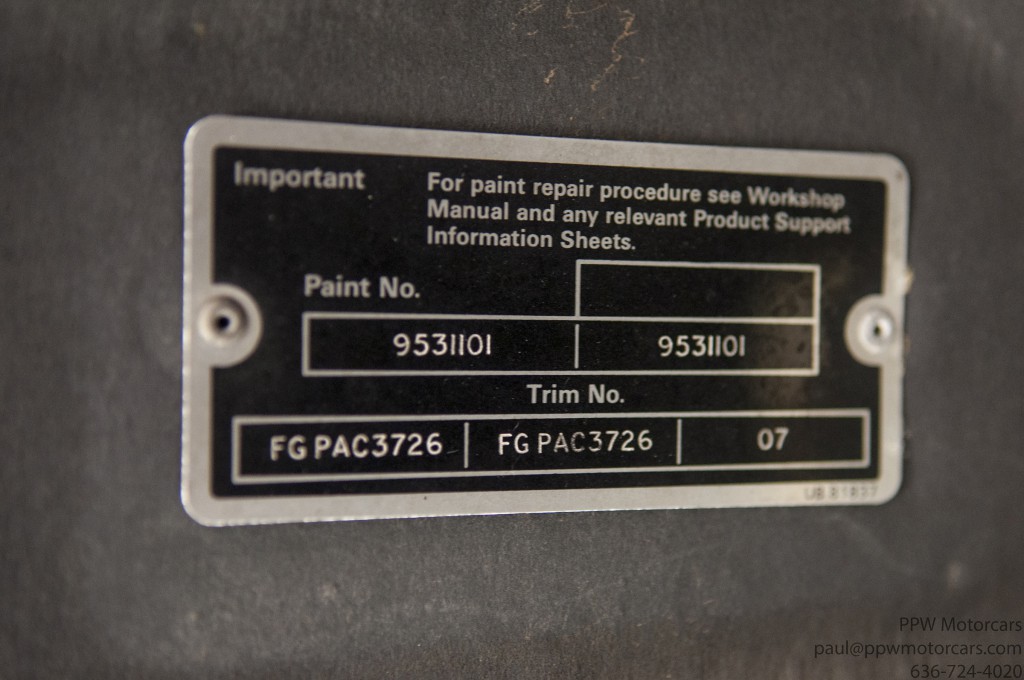 Important
For paint repair procedure see Workshop
Manual and any relevant Product Support
Information Sheets.
Paint No.
9531101 9531101
Trim No.
FG PAC3726 FG PAC3726 07
PPW Motorcars
paul@ppwmotorcars.com
636-724-4020